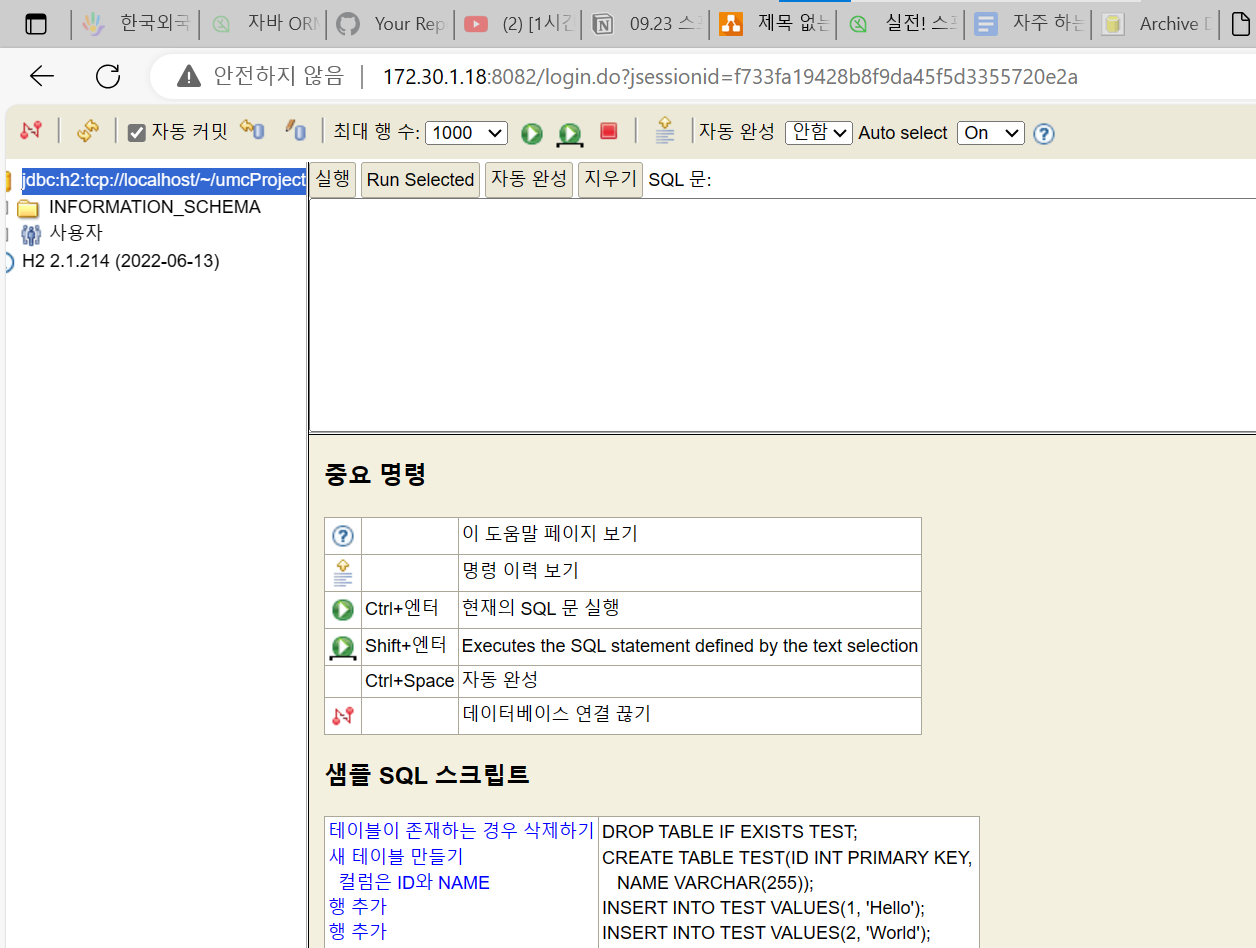 한국외국
자바 ORM
Your Rep
(2) [1시간
09.23 스
제목 없는
실전! 스
자주 하는
Archive D
안전하지 않음 172.30.1.18:8082/login.do?jsessionid=f733fa19428b8f9da45f5d3355720e2a
자동 커밋 최대 행 수: 1000 자동 완성 안함 Auto select On
jdbc:h2:tcp://localhost/~/umcProject
INFORMATION_SCHEMA
사용자
H2 2.1.214 (2022-06-13)
실행 Run Selected 자동 완성 지우기 SQL 문:
중요 명령
이 도움말 페이지 보기
명령 이력 보기
Ctrl+엔터 현재의 SQL 문 실행
Shift+엔터 Executes the SQL statement defined by the text selection
Ctrl+Space 자동 완성
데이터베이스 연결 끊기
샘플 SQL 스크립트
테이블이 존재하는 경우 삭제하기 DROP TABLE IF EXISTS TEST;
새 테이블 만들기 CREATE TABLE TEST(ID INT PRIMARY KEY,
컬럼은 ID와 NAME NAME VARCHAR(255));
행 추가 INSERT INTO TEST VALUES(1, 'Hello');
행 추가 INSERT INTO TEST VALUES(2, 'World');